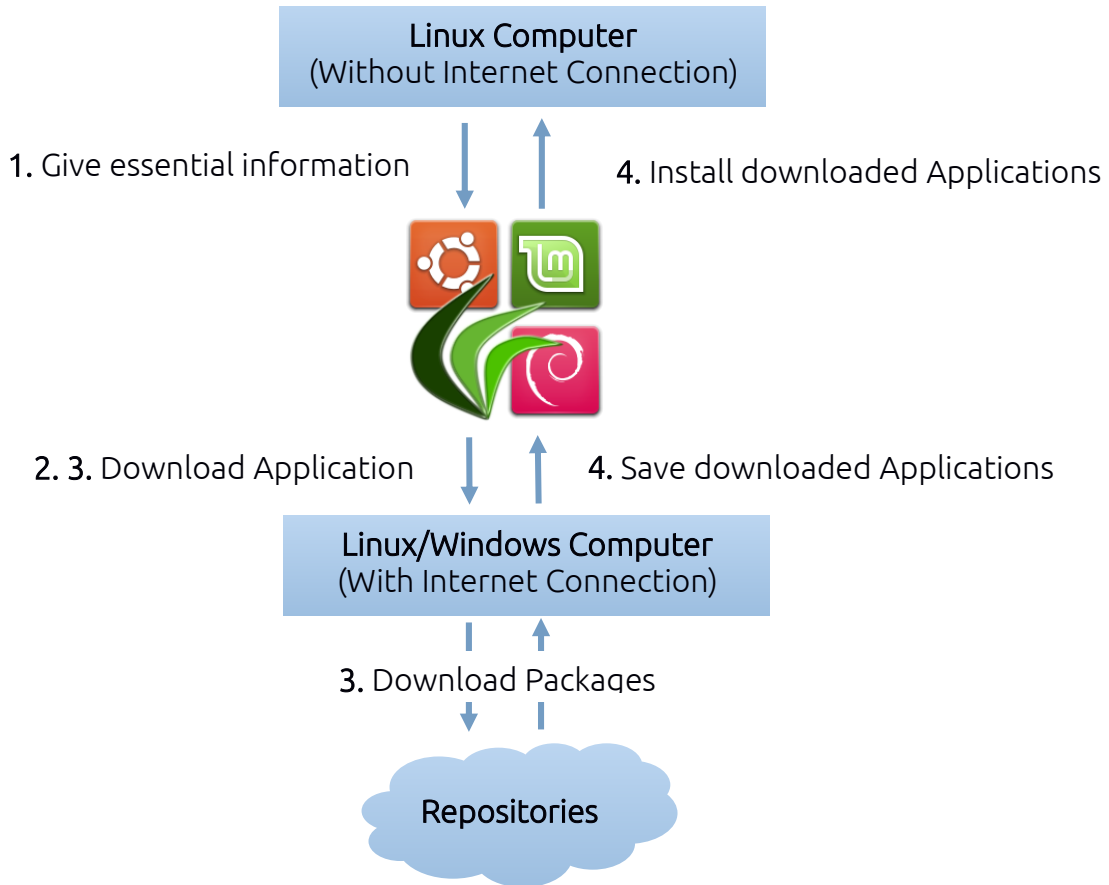 Linux Computer
(Without Internet Connection)
1. Give essential information
4. Install downloaded Applications
lm
2. 3. Download Application
4. Save downloaded Applications
Linux/Windows Computer
(With Internet Connection)
3. Download Packages
Repositories